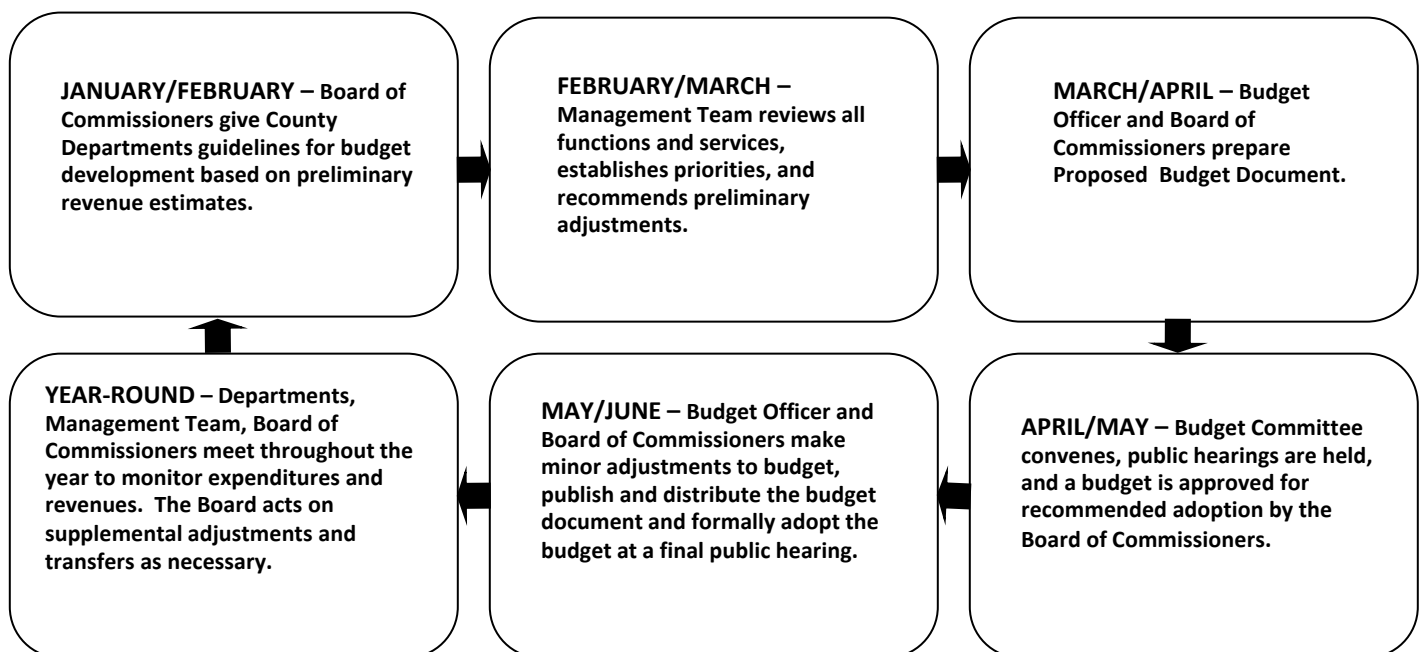 JANUARY/FEBRUARY – Board of
Commissioners give County
Departments guidelines for budget
development based on preliminary
revenue estimates.
FEBRUARY/MARCH –
Management Team reviews all
functions and services,
establishes priorities, and
recommends preliminary
adjustments.
MARCH/APRIL – Budget
Officer and Board of
Commissioners prepare
Proposed  Budget Document.
APRIL/MAY – Budget Committee
convenes, public hearings are held,
and a budget is approved for
recommended adoption by the
Board of Commissioners.
MAY/JUNE – Budget Officer and
Board of Commissioners make
minor adjustments to budget,
publish and distribute the budget
document and formally adopt the
budget at a final public hearing.
YEAR-ROUND – Departments,
Management Team, Board of
Commissioners meet throughout the
year to monitor expenditures and
revenues.  The Board acts on
supplemental adjustments and
transfers as necessary.